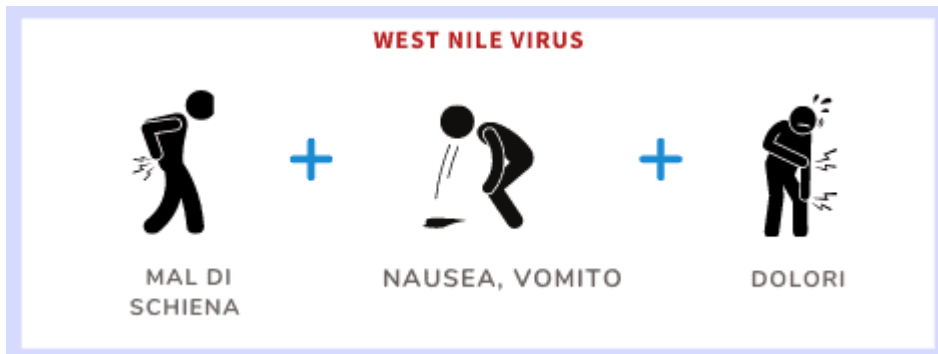 WEST NILE VIRUS
MAL DI
SCHIENA
NAUSEA, VOMITO
DOLORI